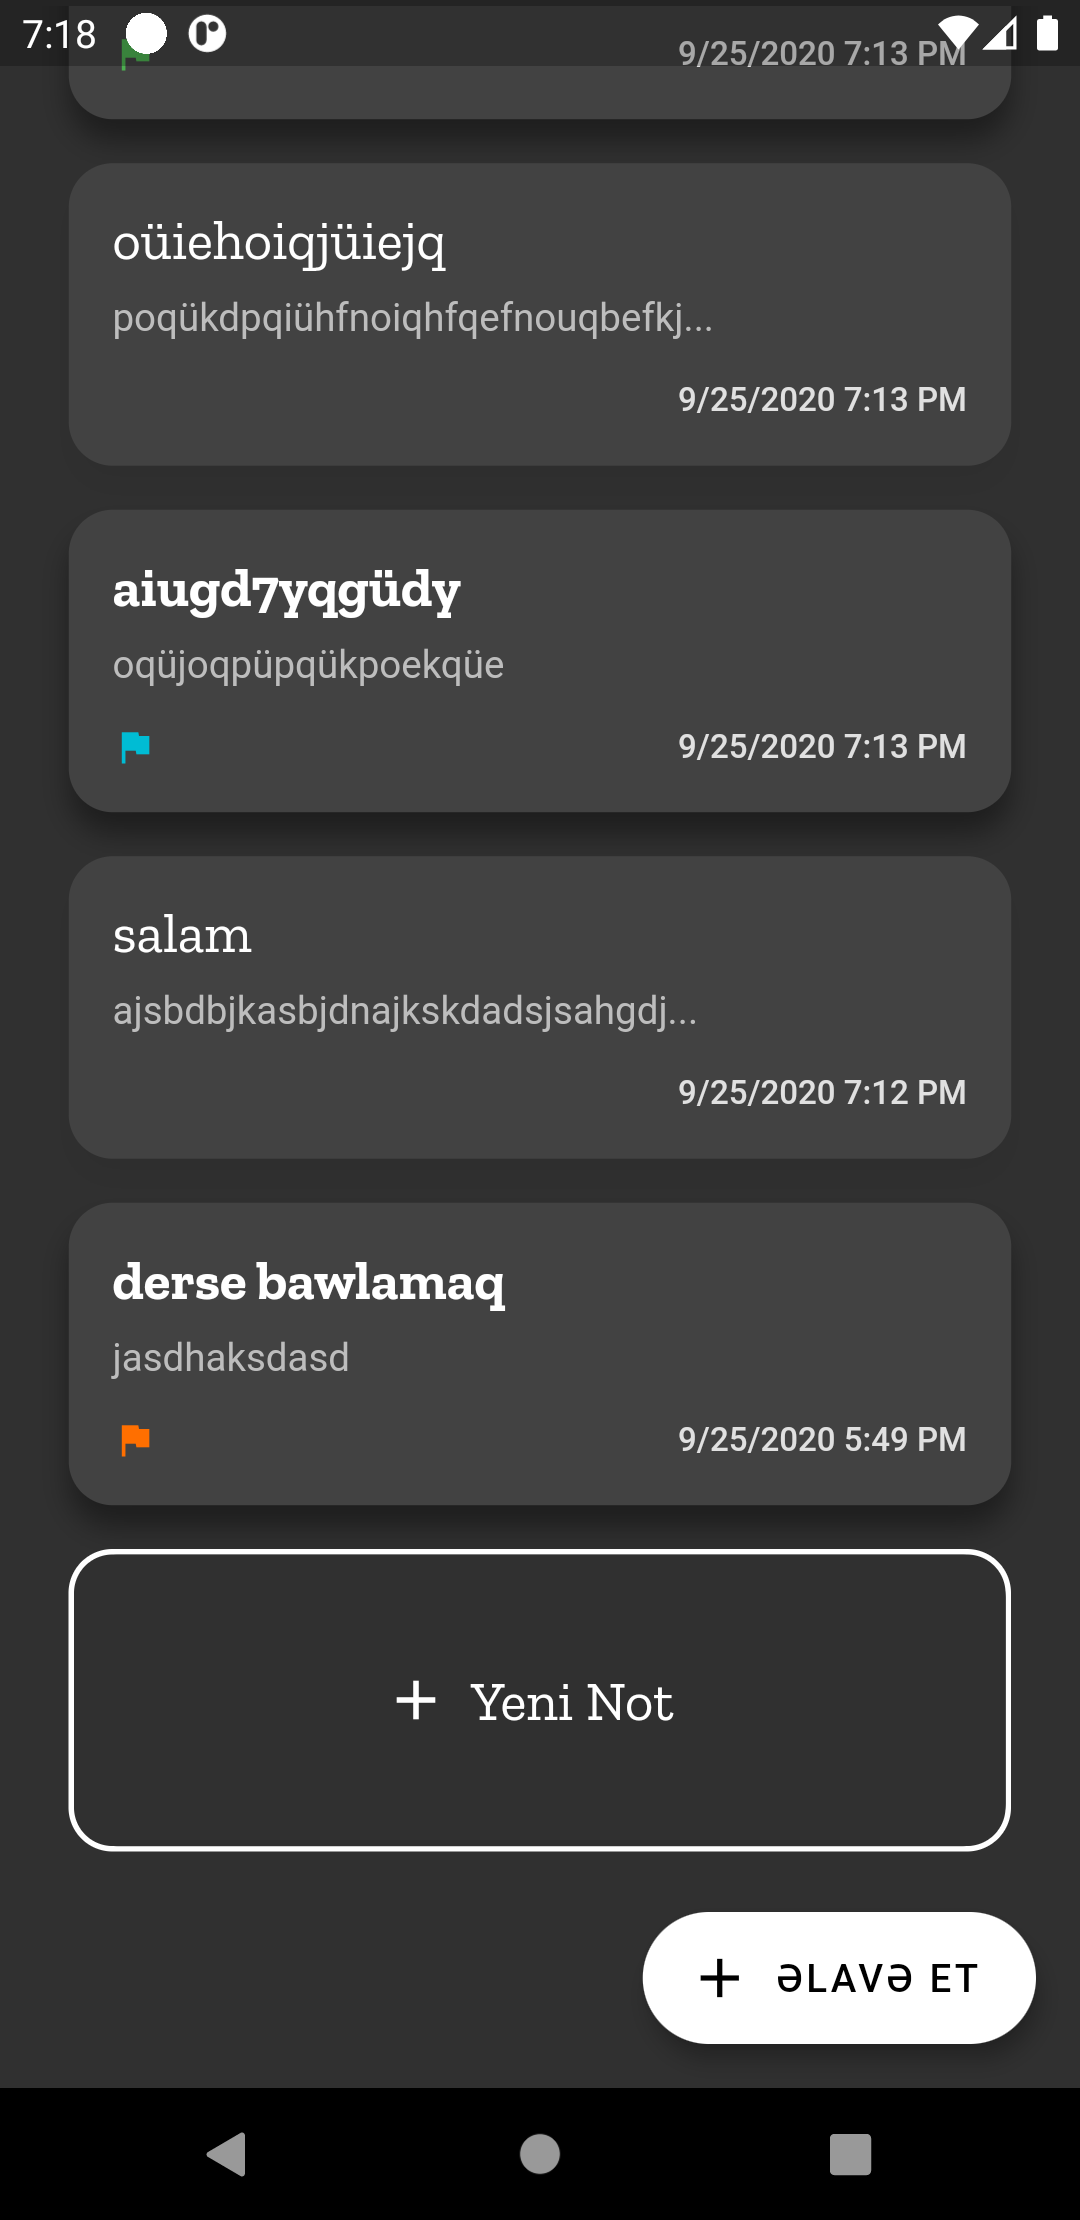 7:18
9/25/2020 7:13 PM
oüiehoiqjüiejq
poqükdpqiühfnoiqhfqefnouqbefkj...
9/25/2020 7:13 PM
aiugd7yqgüdy
oqüjoqpüpqükpoekqüe
9/25/2020 7:13 PM
salam
ajsbdbjkasbjdnajkskdadsjsahgdj...
9/25/2020 7:12 PM
derse bawlamaq
jasdhaksdasd
9/25/2020 5:49 PM
+ Yeni Not
+ ƏLAVƏ ET